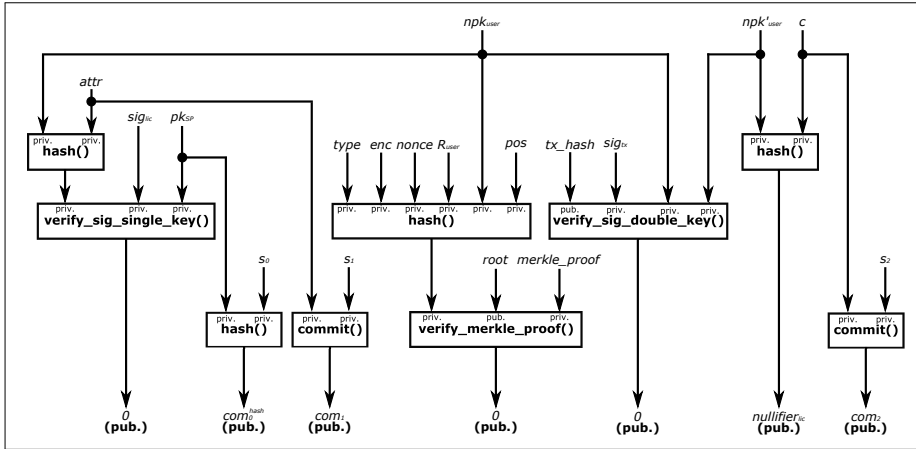 npk_user npk'_user c
attr
sig_lic pk_SP
priv. priv.
hash()
type enc nonce R_user pos tx_hash sig_tx
priv. priv.
hash()
priv. priv. priv.
verify_sig_single_key()
priv. priv. priv. priv. priv. priv.
hash()
pub. priv. priv. priv.
verify_sig_double_key()
s_0 s_1 root merkle_proof s_2
priv. priv.
hash()
priv. priv.
commit()
priv. pub. priv.
verify_merkle_proof()
priv. priv.
commit()
0 com_0^hash com_1 0 0 nullifier_lic com_2
(pub.) (pub.) (pub.) (pub.) (pub.) (pub.) (pub.)